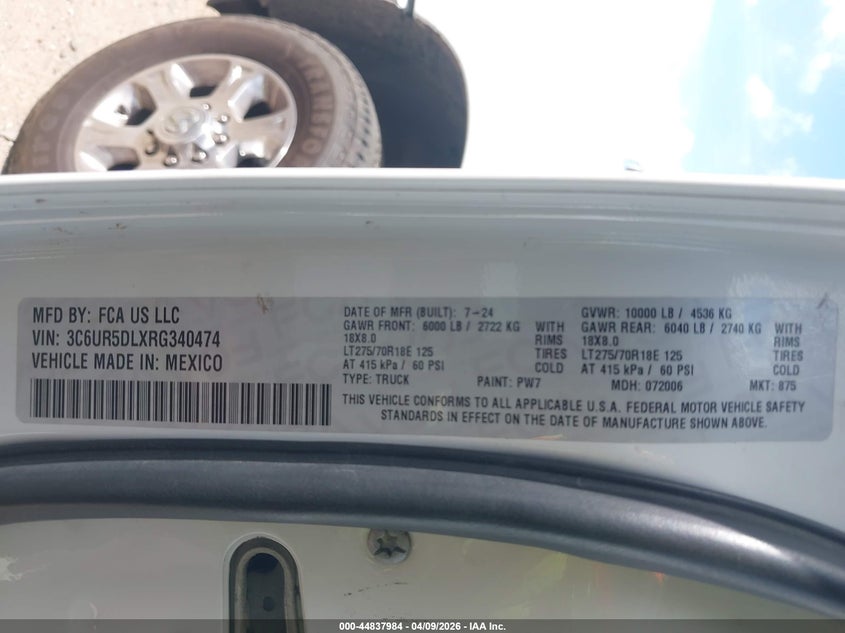 MFD BY: FCA US LLC
VIN: 3C6UR5DLXRG340474
VEHICLE MADE IN: MEXICO
DATE OF MFR (BUILT): 7-24
GAWR FRONT: 6000 LB / 2722 KG WITH
18X8.0 RIMS
LT275/70R18E 125 TIRES
AT 415 kPa / 60 PSI COLD
TYPE: TRUCK PAINT: PW7
GVWR: 10000 LB / 4536 KG
GAWR REAR: 6040 LB / 2740 KG WITH
18X8.0 RIMS
LT275/70R18E 125 TIRES
AT 415 kPa / 60 PSI COLD
MDH: 072006 MKT: 875
THIS VEHICLE CONFORMS TO ALL APPLICABLE U.S.A. FEDERAL MOTOR VEHICLE SAFETY
STANDARDS IN EFFECT ON THE DATE OF MANUFACTURE SHOWN ABOVE.
000-44837984 | 04/09/2026 - IAA Inc.